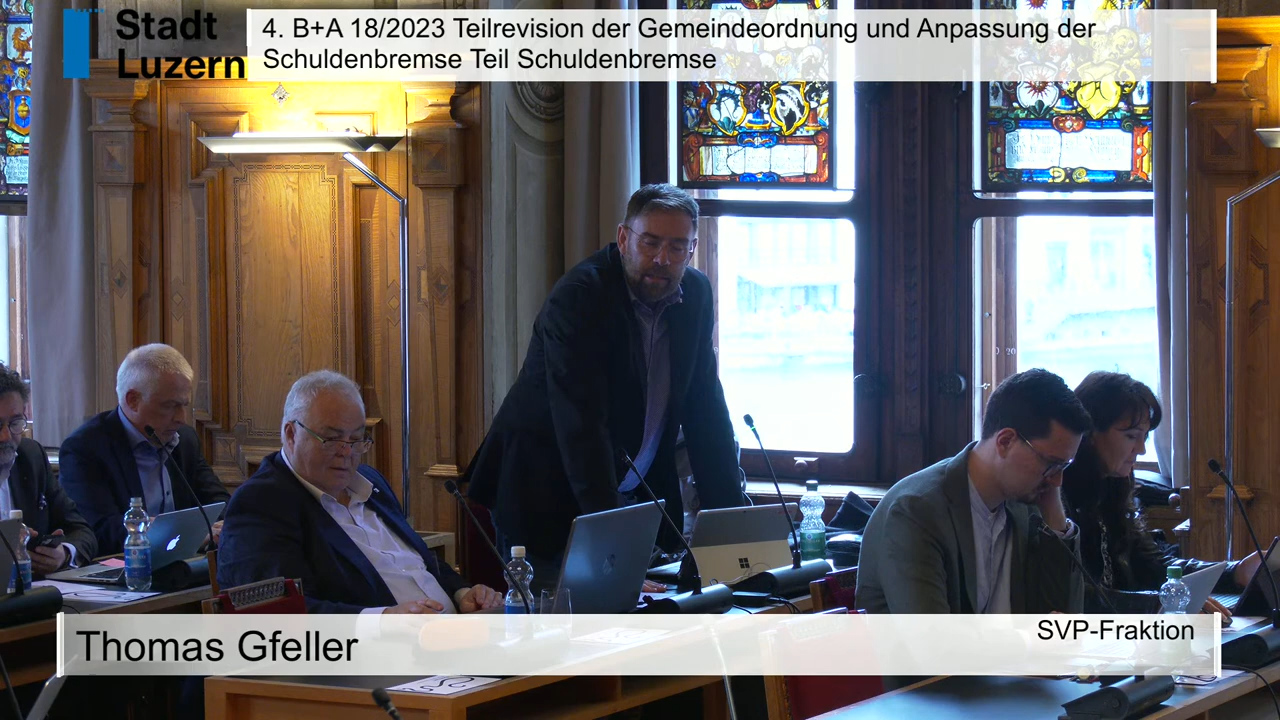 Stadt
Luzern
4. B+A 18/2023 Teilrevision der Gemeindeordnung und Anpassung der
Schuldenbremse Teil Schuldenbremse
Thomas Gfeller
SVP-Fraktion